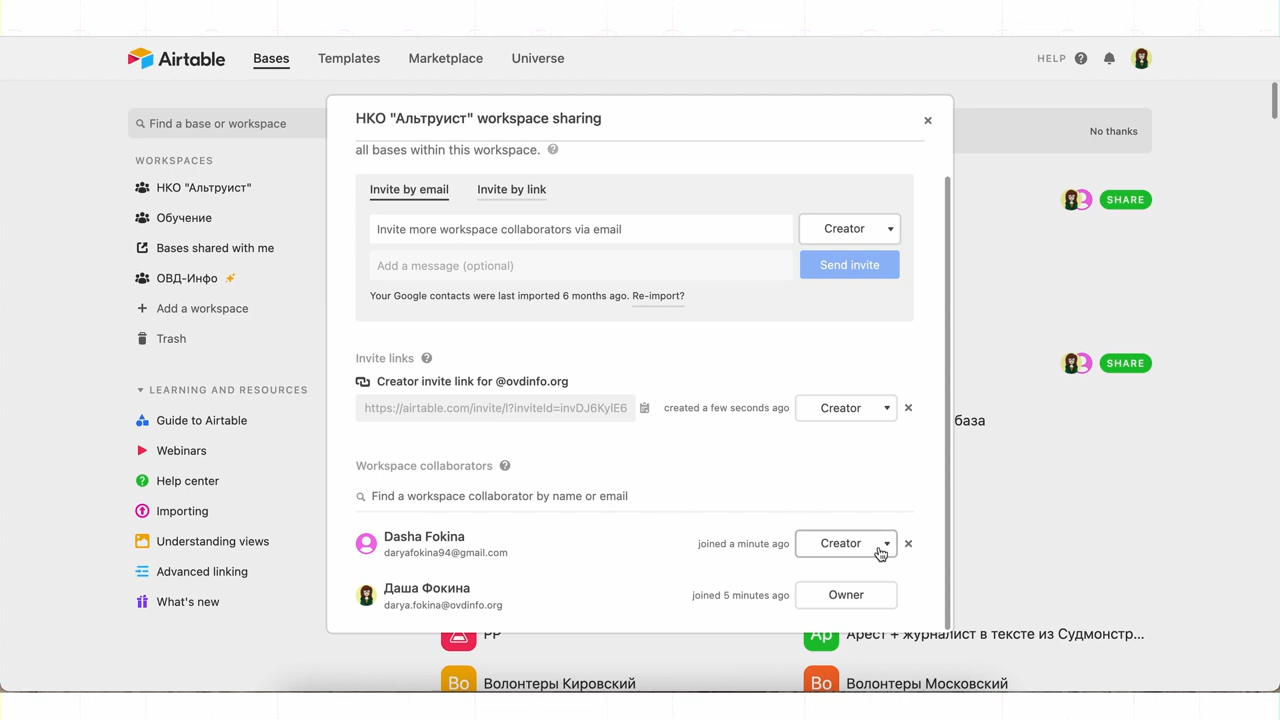 Airtable
Bases
Templates
Marketplace
Universe
HELP
Find a base or workspace
WORKSPACES
НКО "Альтруист"
Обучение
Bases shared with me
ОВД-Инфо
Add a workspace
Trash
LEARNING AND RESOURCES
Guide to Airtable
Webinars
Help center
Importing
Understanding views
Advanced linking
What's new
НКО "Альтруист" workspace sharing
all bases within this workspace.
Invite by email
Invite by link
Invite more workspace collaborators via email
Creator
Add a message (optional)
Send invite
Your Google contacts were last imported 6 months ago. Re-import?
Invite links
Creator invite link for @ovdinfo.org
https://airtable.com/invite/l?inviteId=invDJ6KylE6
created a few seconds ago
Creator
Workspace collaborators
Find a workspace collaborator by name or email
Dasha Fokina
daryafokina94@gmail.com
joined a minute ago
Creator
Даша Фокина
darya.fokina@ovdinfo.org
joined 5 minutes ago
Owner
No thanks
SHARE
SHARE
база
РР
Ар
Арест + журналист в тексте из Судмонстр...
Во
Волонтеры Кировский
Во
Волонтеры Московский